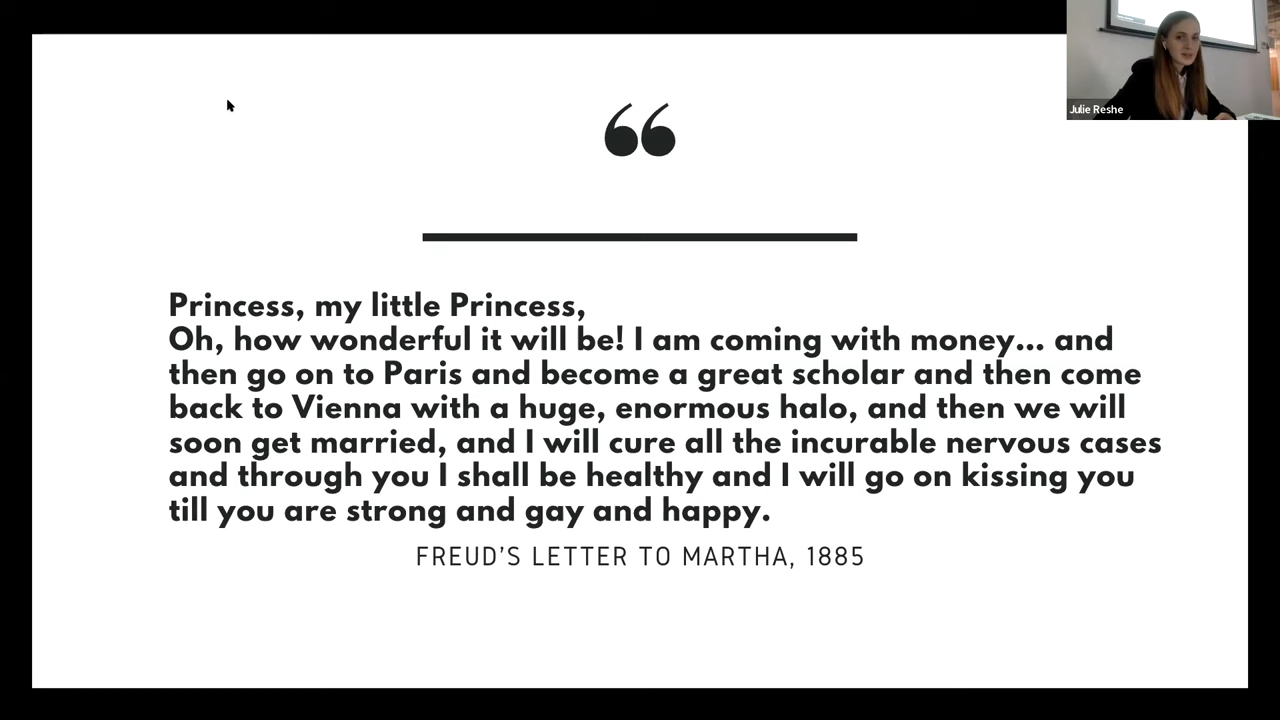 Julie Reshe
“
Princess, my little Princess,
Oh, how wonderful it will be! I am coming with money... and
then go on to Paris and become a great scholar and then come
back to Vienna with a huge, enormous halo, and then we will
soon get married, and I will cure all the incurable nervous cases
and through you I shall be healthy and I will go on kissing you
till you are strong and gay and happy.
FREUD’S LETTER TO MARTHA, 1885